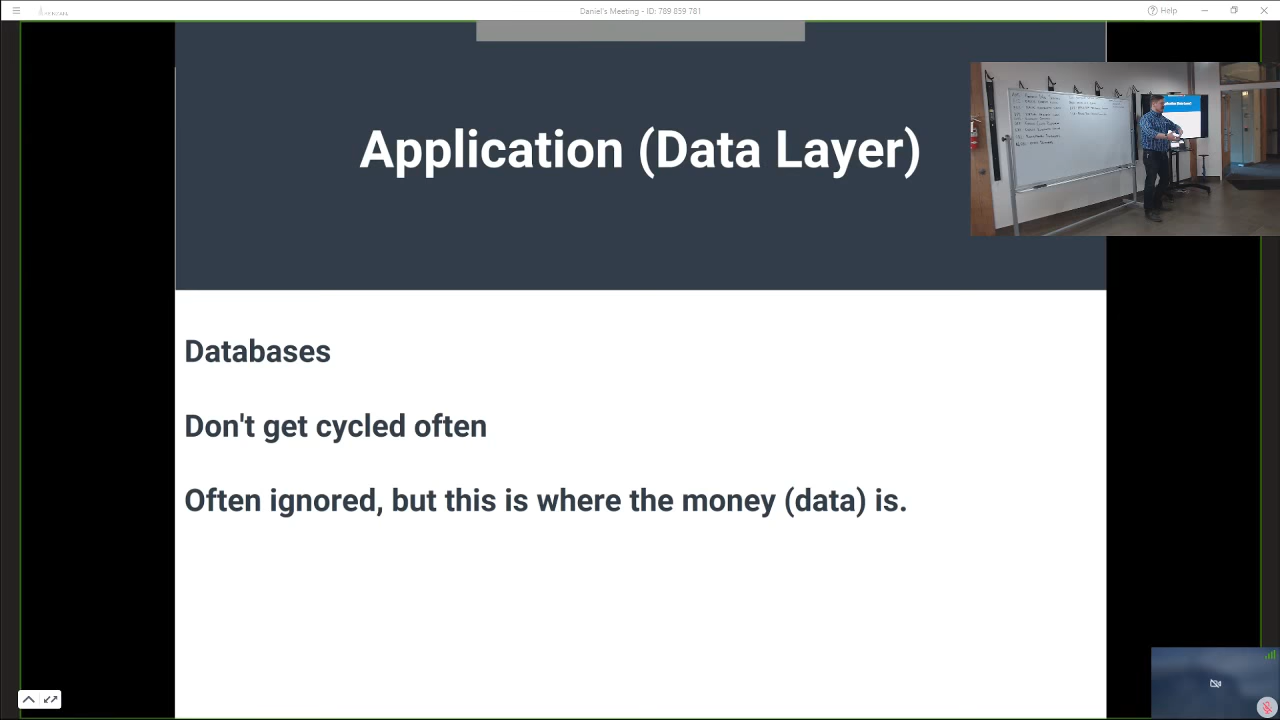 Daniel's Meeting - ID: 789 859 781
Help
Application (Data Layer)
Databases
Don't get cycled often
Often ignored, but this is where the money (data) is.